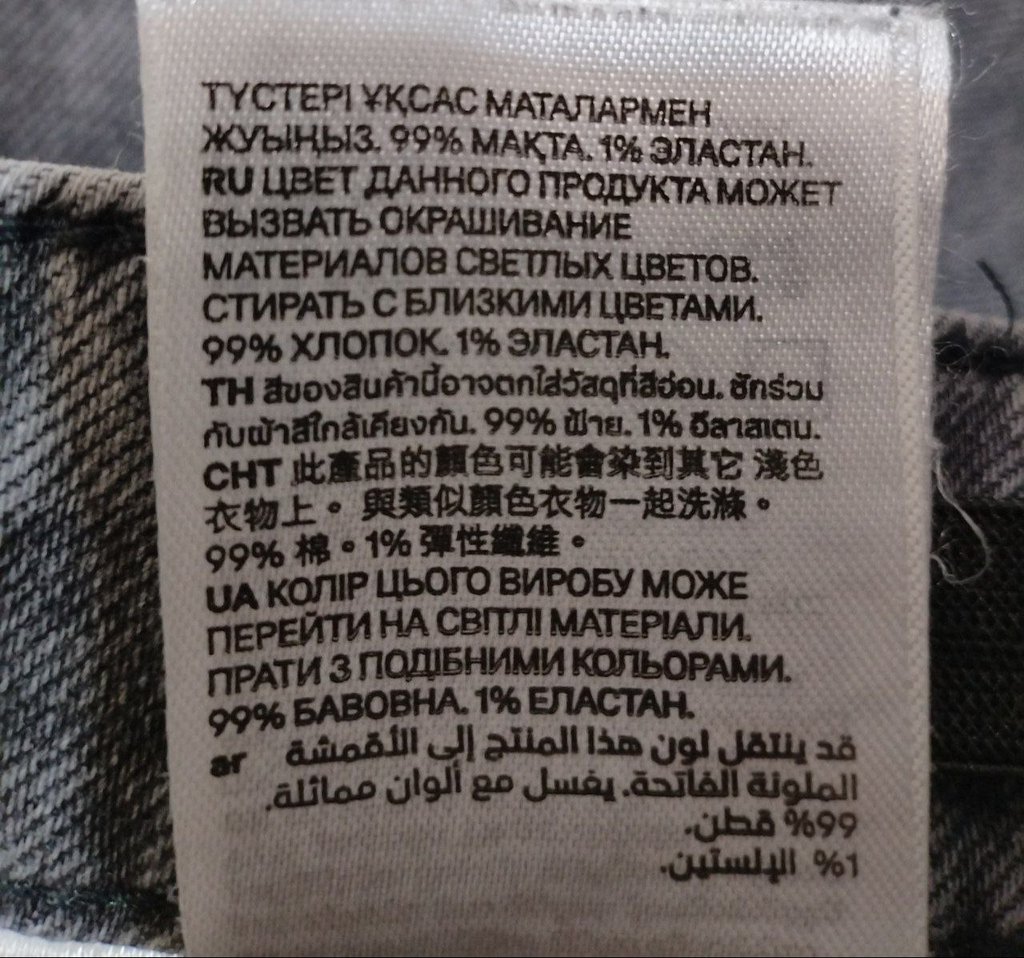 ТҮСТЕРІ ҰҚСАС МАТАЛАРМЕН
ЖУЫҢЫЗ. 99% МАҚТА. 1% ЭЛАСТАН.
RU ЦВЕТ ДАННОГО ПРОДУКТА МОЖЕТ
ВЫЗВАТЬ ОКРАШИВАНИЕ
МАТЕРИАЛОВ СВЕТЛЫХ ЦВЕТОВ.
СТИРАТЬ С БЛИЗКИМИ ЦВЕТАМИ.
99% ХЛОПОК. 1% ЭЛАСТАН.
TH สีของสินค้านี้อาจตกใส่วัสดุที่สีอ่อน. ซักร่วม
กับผ้าสีใกล้เคียงกัน. 99% ฝ้าย. 1% อีลาสเตน.
CHT 此產品的顏色可能會染到其它 淺色
衣物上。與類似顏色衣物一起洗滌。
99% 棉。1% 彈性纖維。
UA КОЛІР ЦЬОГО ВИРОБУ МОЖЕ
ПЕРЕЙТИ НА СВІТЛІ МАТЕРІАЛИ.
ПРАТИ З ПОДІБНИМИ КОЛЬОРАМИ.
99% БАВОВНА. 1% ЕЛАСТАН.
ar قد ينتقل لون هذا المنتج إلى الأقمشة
الملونة الفاتحة. يغسل مع ألوان مماثلة.
99% قطن.
1% الإلستين.